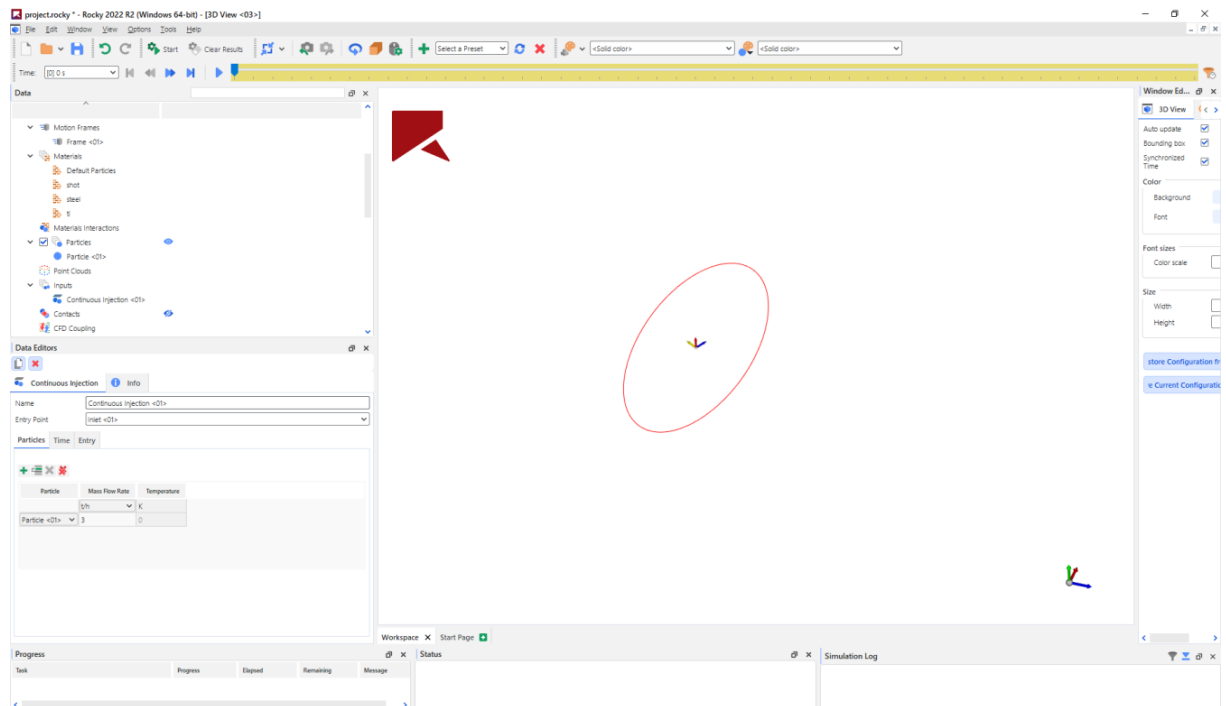 project.rocky * - Rocky 2022 R2 (Windows 64-bit) - [3D View <03>]
File Edit Window View Options Tools Help
Start Clear Results Select a Preset <Solid color> <Solid color>
Time: [0] 0 s
Data
Motion Frames
Frame <01>
Materials
Default Particles
shot
steel
ti
Materials Interactions
Particles
Particle <01>
Point Clouds
Inputs
Continuous Injection <01>
Contacts
CFD Coupling
Data Editors
Continuous Injection Info
Name Continuous Injection <01>
Entry Point Inlet <01>
Particles Time Entry
Particle Mass Flow Rate Temperature
t/h K
Particle <01> 3 0
Workspace X Start Page
Window Ed...
3D View
Auto update
Bounding box
Synchronized
Time
Color
Background
Font
Font sizes
Color scale
Size
Width
Height
store Configuration fr
e Current Configuratio
Progress
Task Progress Elapsed Remaining Message
Status
Simulation Log